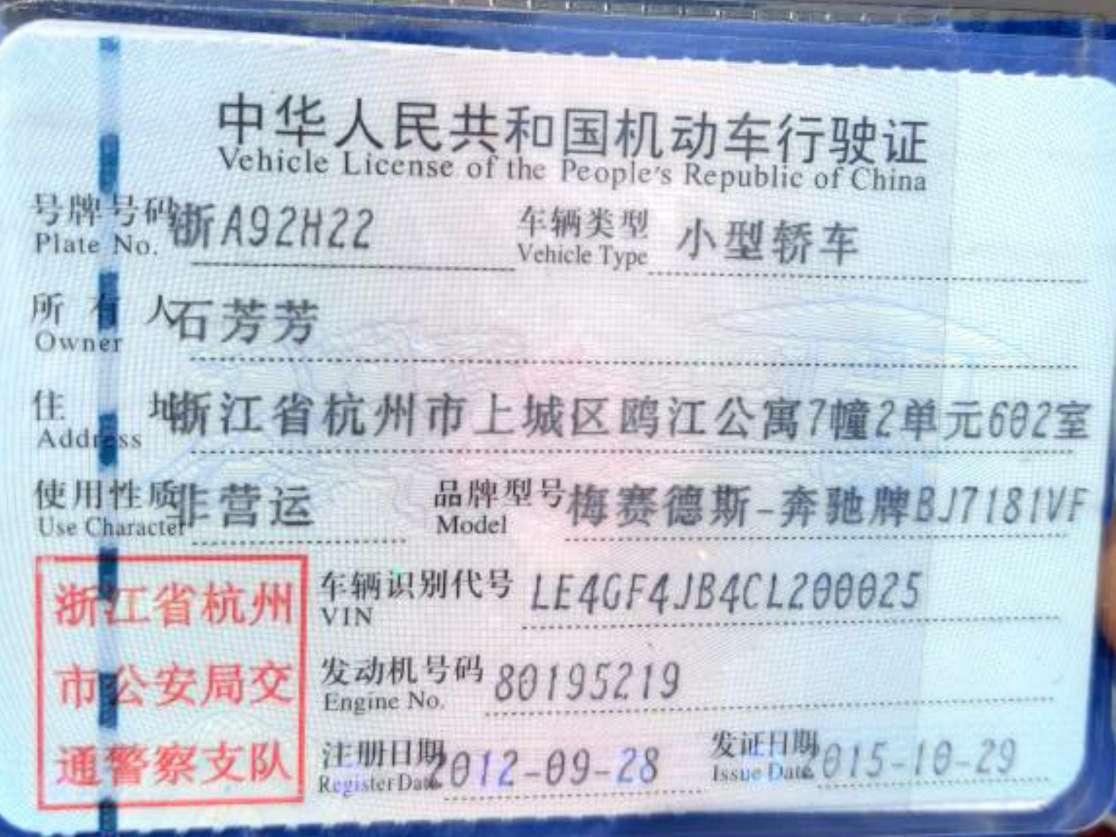 中华人民共和国机动车行驶证
Vehicle License of the People's Republic of China
号牌号码 浙A92H22 车辆类型 小型轿车
Plate No. Vehicle Type
所有人 石芳芳
Owner
住址 浙江省杭州市上城区鸥江公寓7幢2单元602室
Address
使用性质 非营运 品牌型号 梅赛德斯-奔驰牌BJ7181VF
Use Character Model
浙江省杭州
市公安局交
通警察支队
车辆识别代号 LE4GF4JB4CL200025
VIN
发动机号码 80195219
Engine No.
注册日期 2012-09-28 发证日期 2015-10-29
Register Date Issue Date